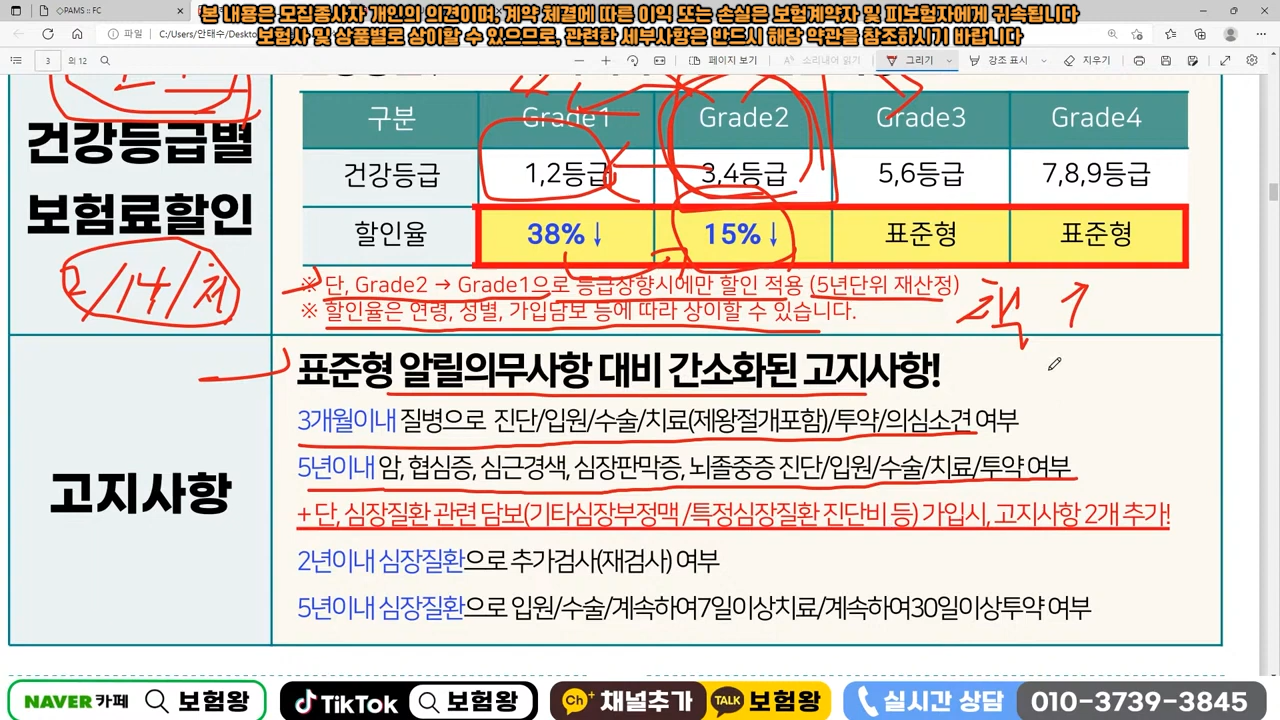 ◇PAMS :: FC
본 내용은 모집종사자 개인의 의견이며, 계약 체결에 따른 이익 또는 손실은 보험계약자 및 피보험자에게 귀속됩니다
보험사 및 상품별로 상이할 수 있으므로, 관련한 세부사항은 반드시 해당 약관을 참조하시기 바랍니다
파일 C:/Users/안태수/Deskto
3 의 12 페이지 보기 소리내어 읽기 그리기 강조 표시 지우기
건강등급별
보험료할인
2/14/
구분 Grade1 Grade2 Grade3 Grade4
건강등급 1,2등급 3,4등급 5,6등급 7,8,9등급
할인율 38%↓ 15%↓ 표준형 표준형
※ 단, Grade2 → Grade1으로 등급상향시에만 할인 적용 (5년단위 재산정)
※ 할인율은 연령, 성별, 가입담보 등에 따라 상이할 수 있습니다.
고지사항
표준형 알릴의무사항 대비 간소화된 고지사항!
3개월이내 질병으로 진단/입원/수술/치료(제왕절개포함)/투약/의심소견 여부
5년이내 암, 협심증, 심근경색, 심장판막증, 뇌졸중증 진단/입원/수술/치료/투약 여부
+ 단, 심장질환 관련 담보(기타심장부정맥 /특정심장질환 진단비 등) 가입시, 고지사항 2개 추가!
2년이내 심장질환으로 추가검사(재검사) 여부
5년이내 심장질환으로 입원/수술/계속하여7일이상치료/계속하여30일이상투약 여부
NAVER 카페 보험왕
TikTok 보험왕
Ch+ 채널추가 TALK 보험왕
실시간 상담 010-3739-3845